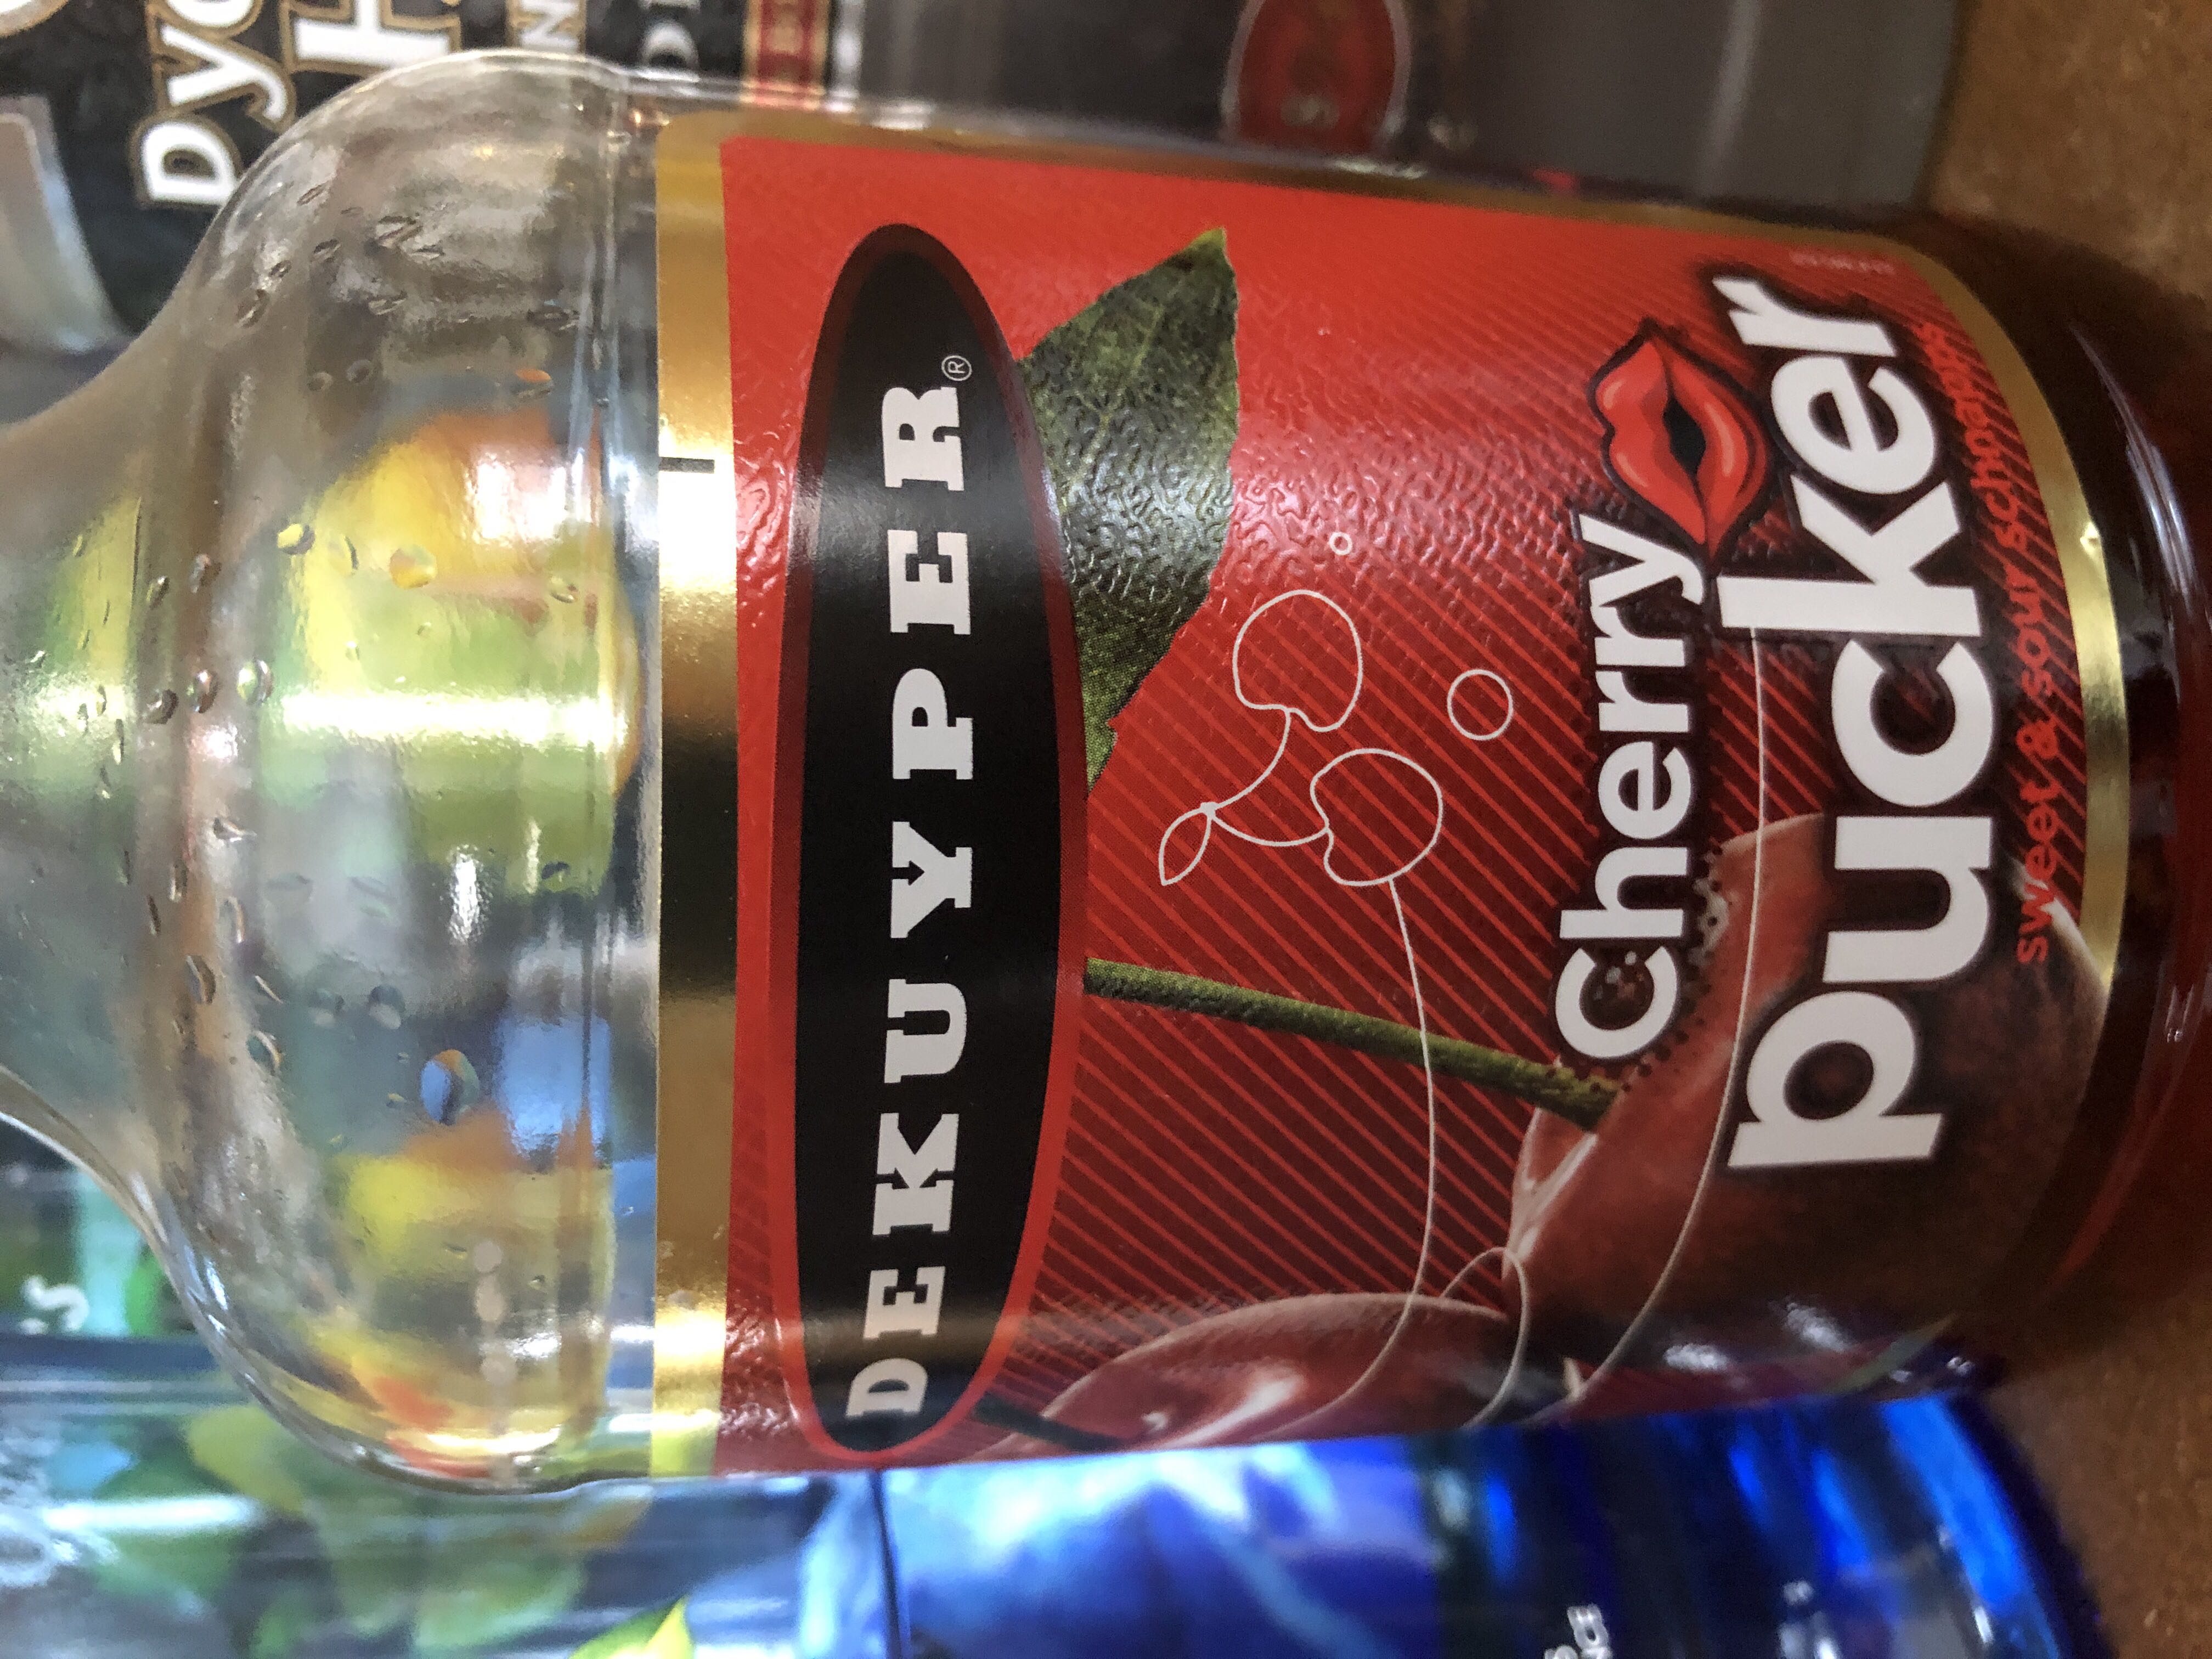 DEKUYPER®
Cherry
pucker
sweet & sour schnapps